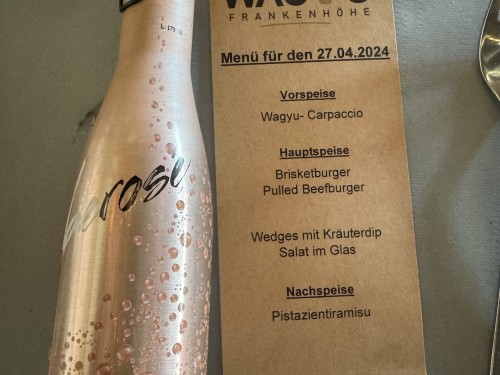 FRANKENHÖHE
Menü für den 27.04.2024
Vorspeise
Wagyu- Carpaccio
Hauptspeise
Brisketburger
Pulled Beefburger
Wedges mit Kräuterdip
Salat im Glas
Nachspeise
Pistazientiramisu